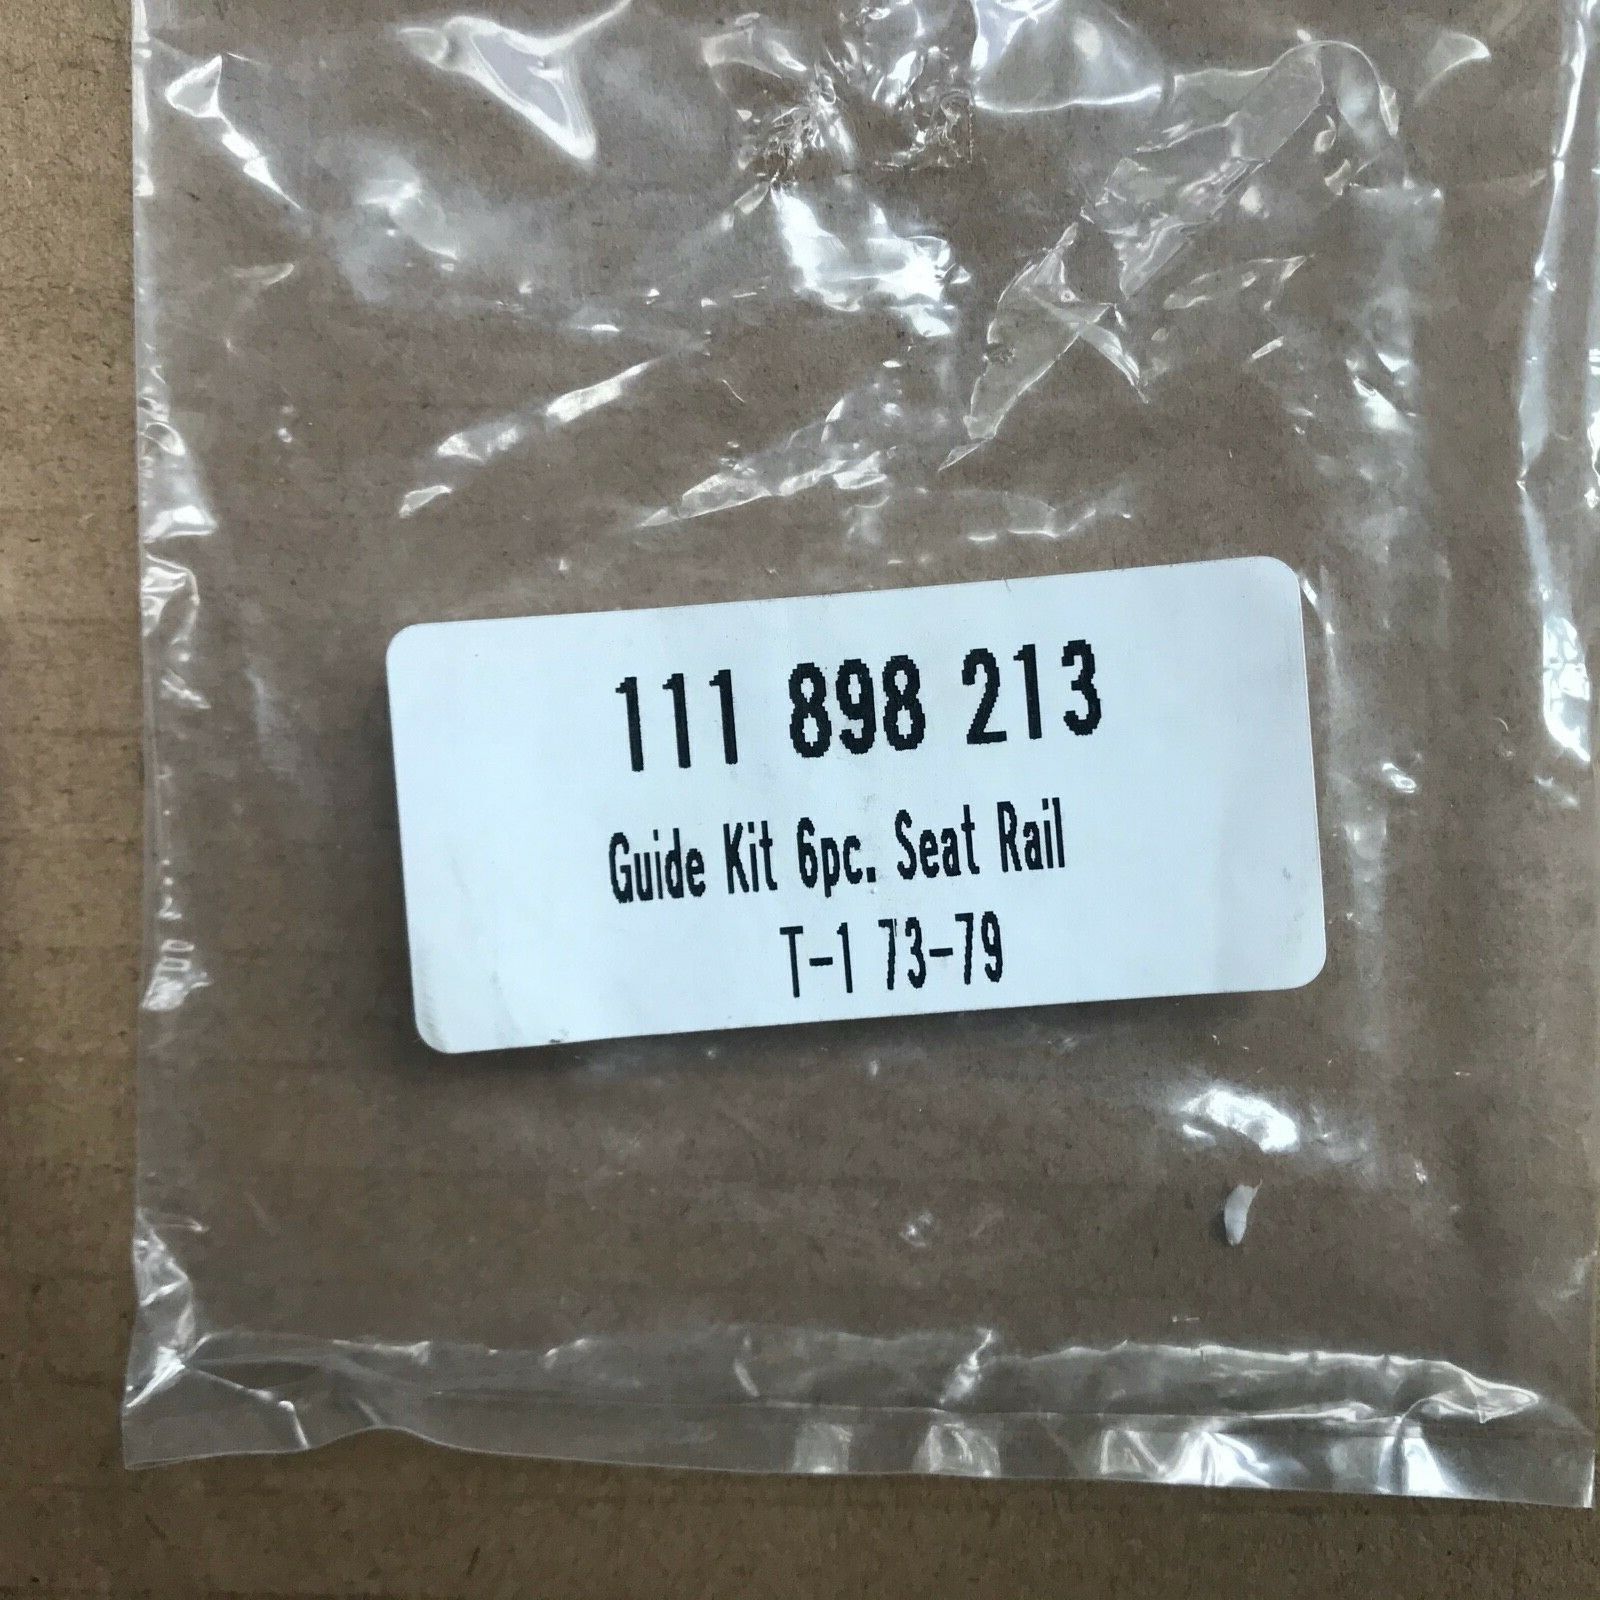 111 898 213
Guide Kit 6pc. Seat Rail
T-1 73-79